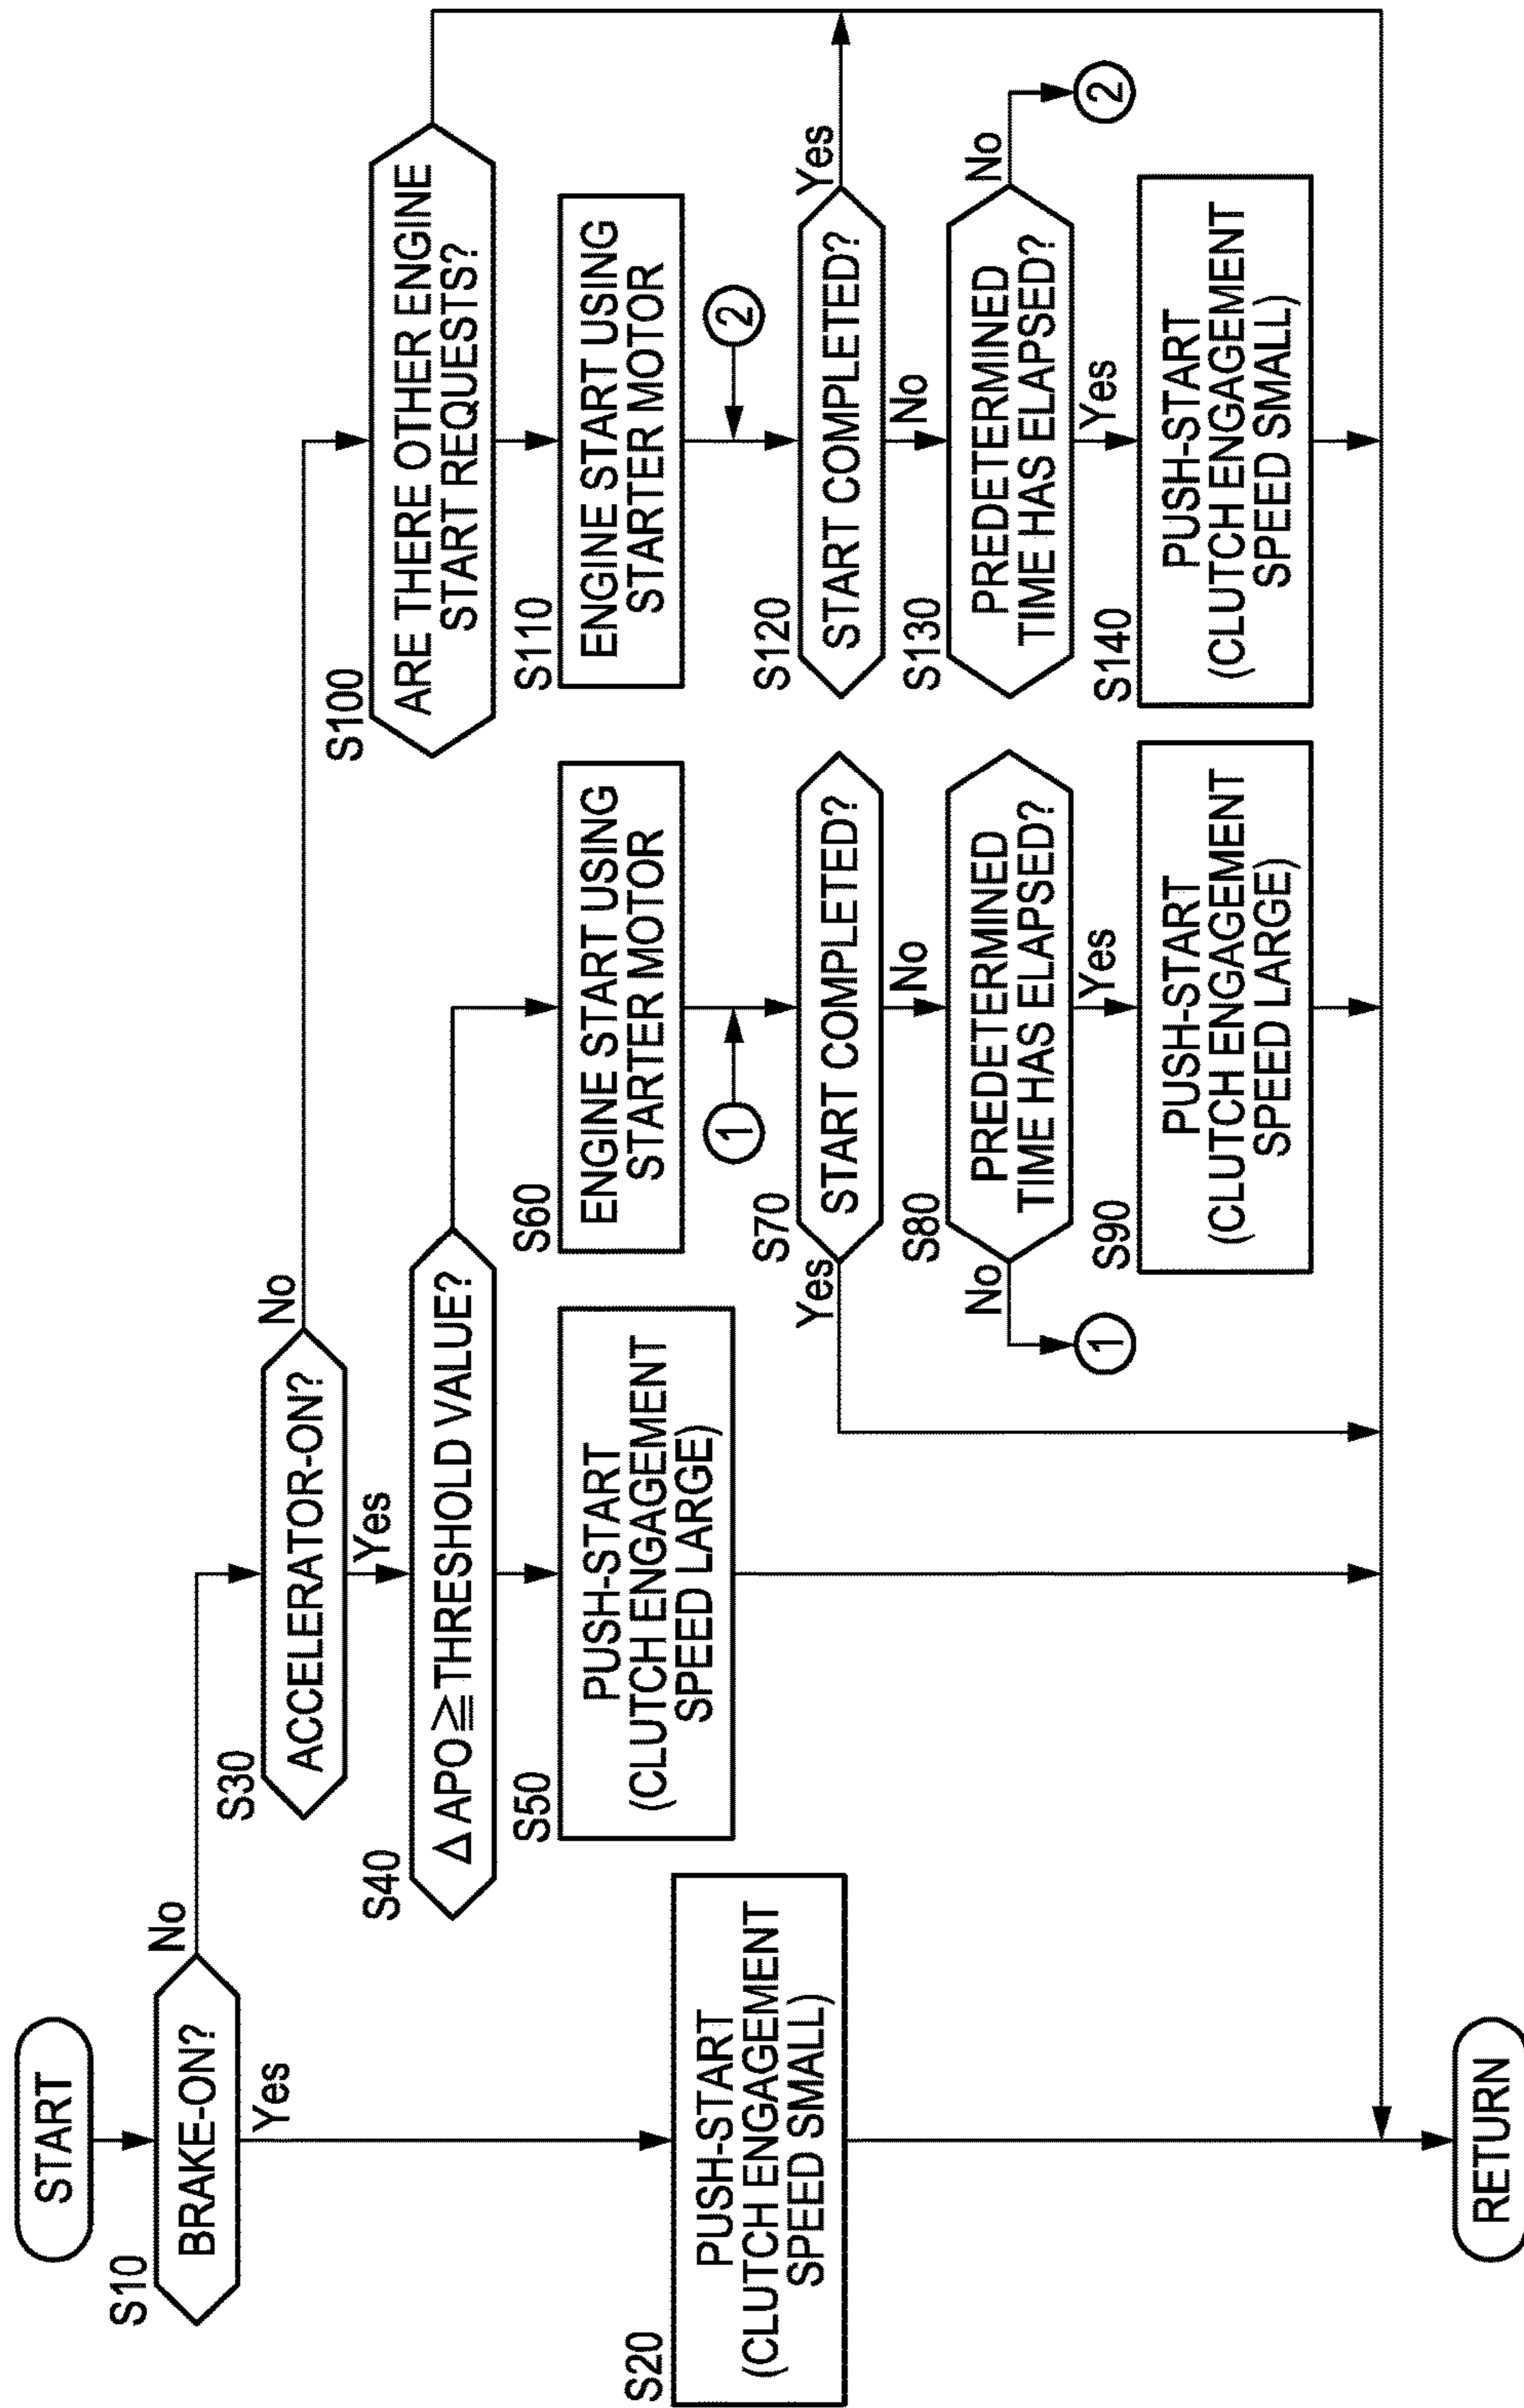 START
S10
BRAKE-ON?
No
Yes
S20
PUSH-START
(CLUTCH ENGAGEMENT
SPEED SMALL)
S30
ACCELERATOR-ON?
No
Yes
S40
△APO≧THRESHOLD VALUE?
S50
PUSH-START
(CLUTCH ENGAGEMENT
SPEED LARGE)
S60
ENGINE START USING
STARTER MOTOR
1
S70
START COMPLETED?
Yes
No
S80
PREDETERMINED
TIME HAS ELAPSED?
No
1
Yes
S90
PUSH-START
(CLUTCH ENGAGEMENT
SPEED LARGE)
S100
ARE THERE OTHER ENGINE
START REQUESTS?
S110
ENGINE START USING
STARTER MOTOR
2
S120
START COMPLETED?
Yes
No
S130
PREDETERMINED
TIME HAS ELAPSED?
No
2
Yes
S140
PUSH-START
(CLUTCH ENGAGEMENT
SPEED SMALL)
RETURN